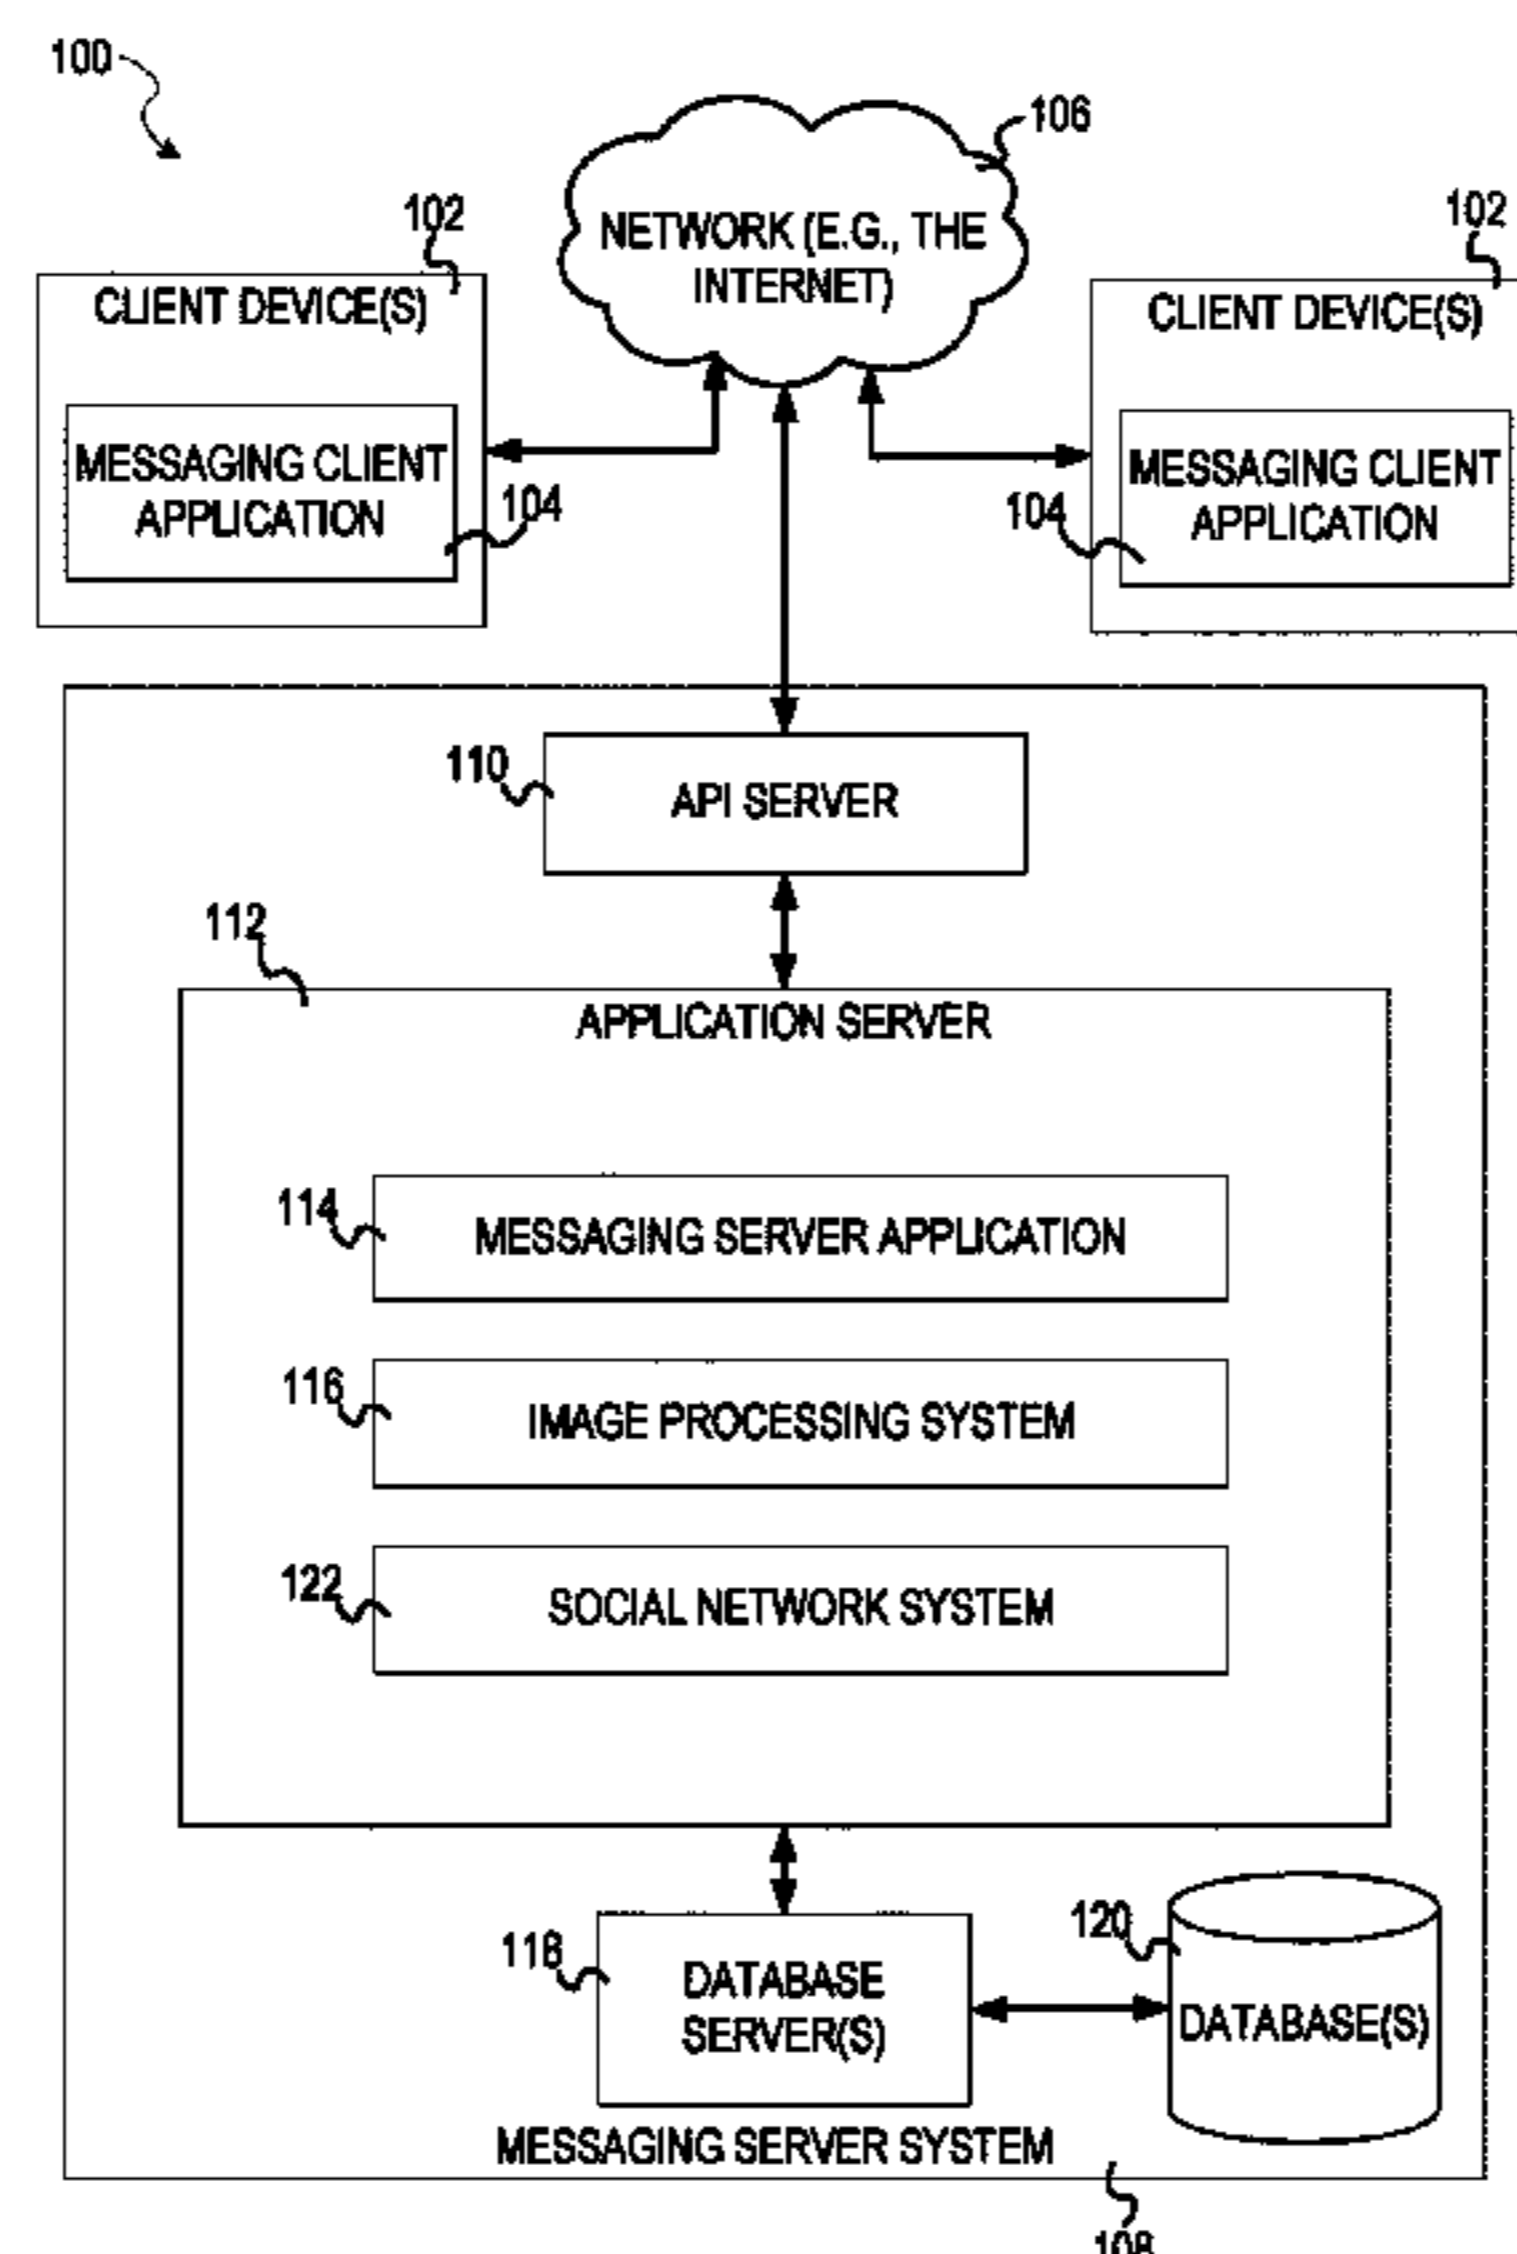 100
106
NETWORK (E.G., THE
INTERNET)
102
CLIENT DEVICE(S)
MESSAGING CLIENT
APPLICATION
104
102
CLIENT DEVICE(S)
MESSAGING CLIENT
APPLICATION
104
110
API SERVER
112
APPLICATION SERVER
114
MESSAGING SERVER APPLICATION
116
IMAGE PROCESSING SYSTEM
122
SOCIAL NETWORK SYSTEM
118
DATABASE
SERVER(S)
120
DATABASE(S)
MESSAGING SERVER SYSTEM
108